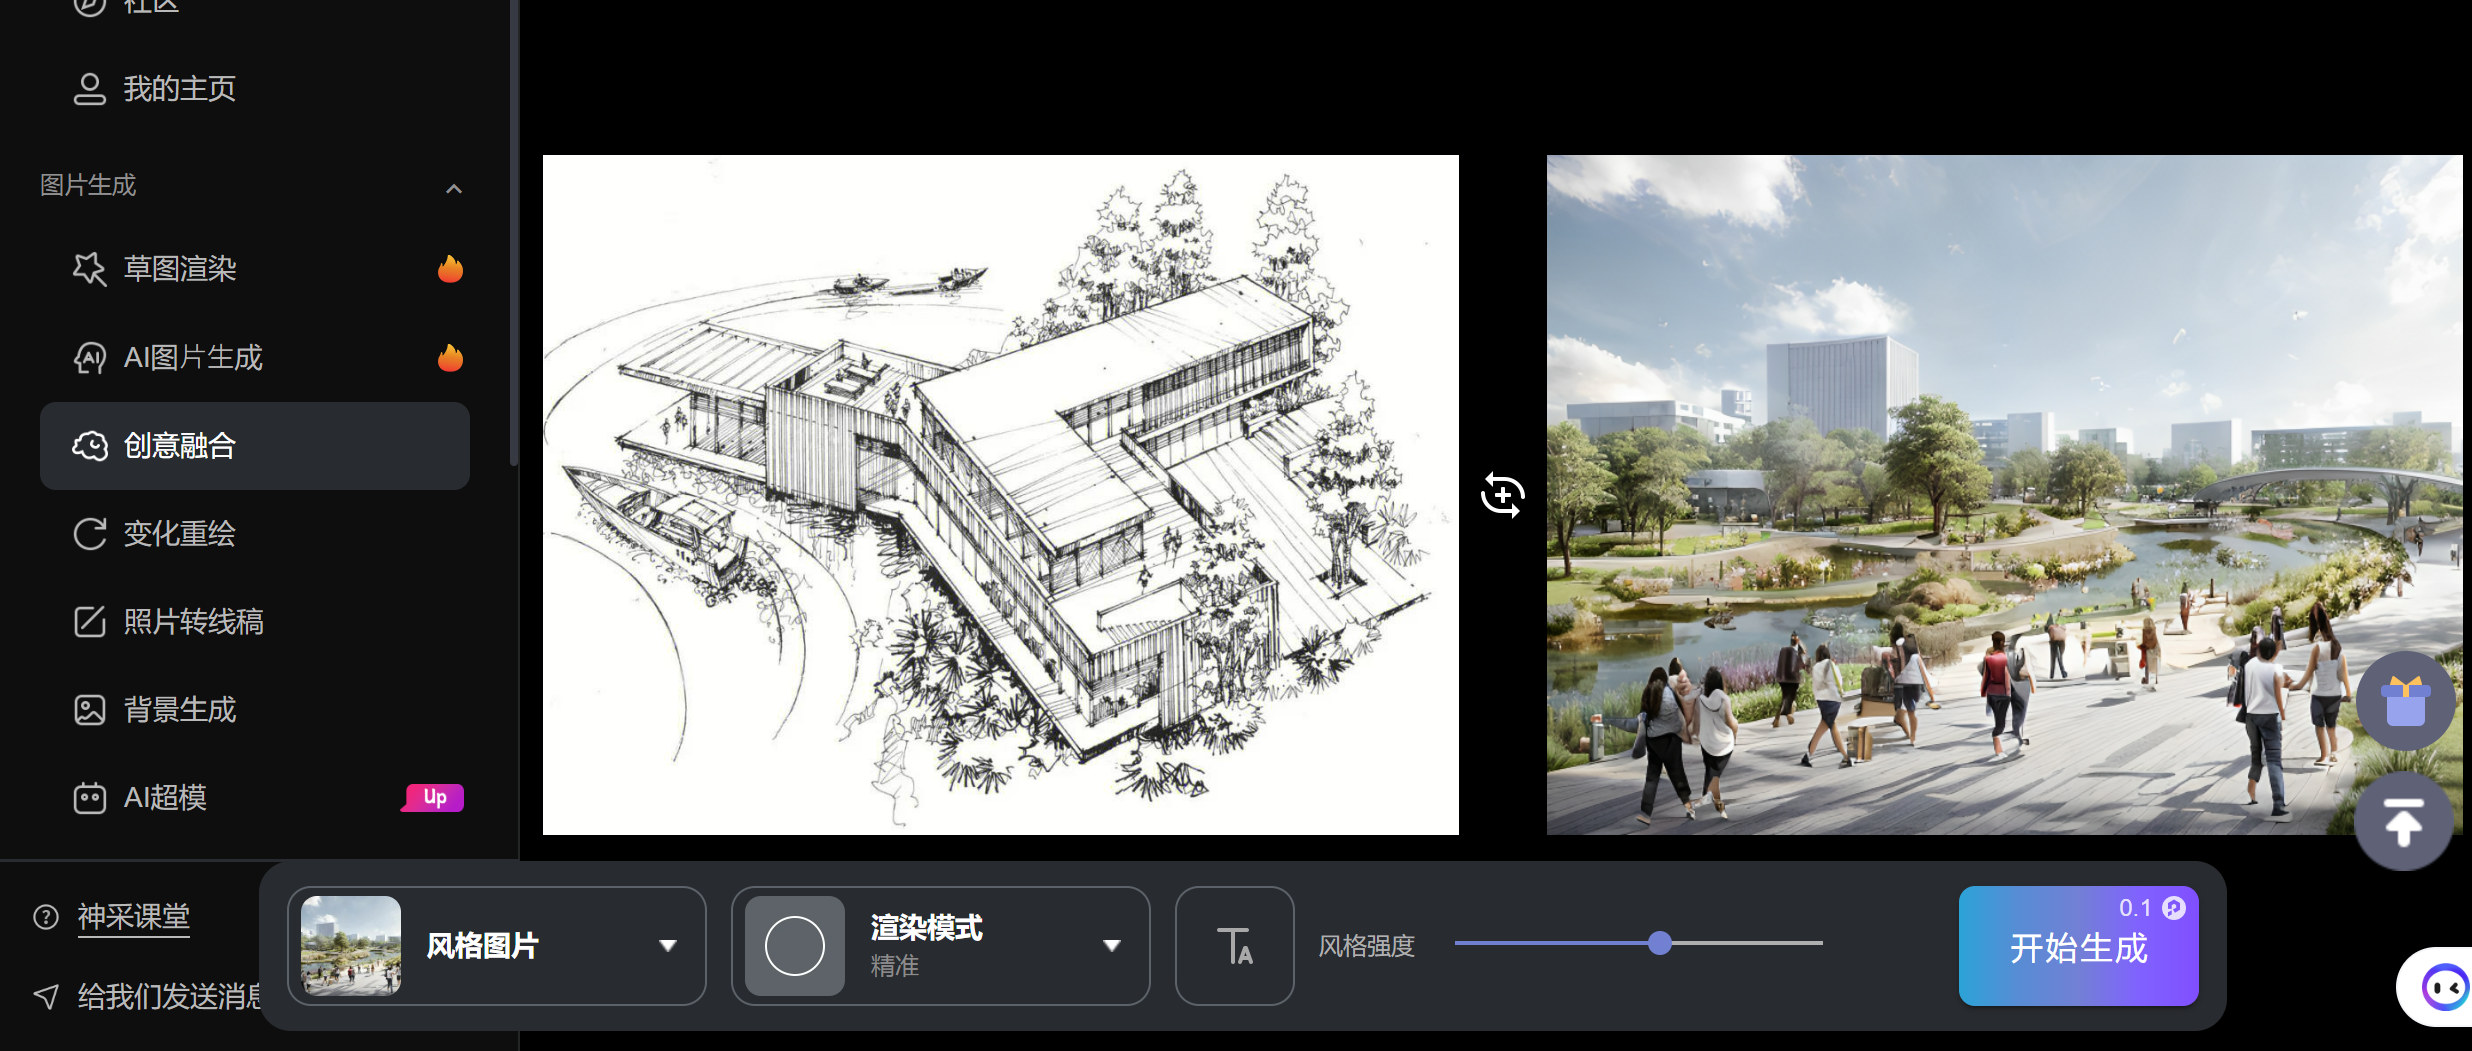 社区
我的主页
图片生成
草图渲染
AI图片生成
创意融合
变化重绘
照片转线稿
背景生成
AI超模
Up
神采课堂
给我们发送消息
风格图片
渲染模式
精准
TA
风格强度
0.1
开始生成